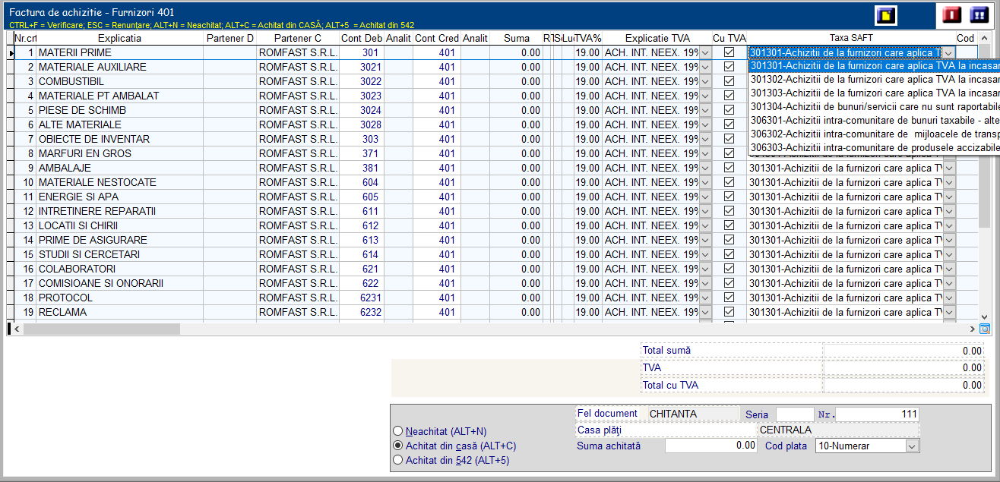 Factura de achizitie - Furnizori 401
CTRL+F = Verificare; ESC = Renunțare; ALT+N = Neachitat; ALT+C = Achitat din CASĂ; ALT+5 = Achitat din 542
Nr.crt Explicatia Partener D Partener C Cont Deb Analit Cont Cred Analit Suma TVA% Explicatie TVA Cu TVA Taxa SAFT Cod
1 MATERII PRIME ROMFAST S.R.L. 301 401 0.00 19.00 ACH. INT. NEEX. 19% 301301-Achizitii de la furnizori care aplica T
2 MATERIALE AUXILIARE ROMFAST S.R.L. 3021 401 0.00 19.00 ACH. INT. NEEX. 19% 301301-Achizitii de la furnizori care aplica TVA la incasar
3 COMBUSTIBIL ROMFAST S.R.L. 3022 401 0.00 19.00 ACH. INT. NEEX. 19% 301302-Achizitii de la furnizori care aplica TVA la incasar
301303-Achizitii de la furnizori care aplica TVA la incasar
4 MATERIALE PT AMBALAT ROMFAST S.R.L. 3023 401 0.00 19.00 ACH. INT. NEEX. 19% 301304-Achizitii de bunuri/servicii care nu sunt raportabile
5 PIESE DE SCHIMB ROMFAST S.R.L. 3024 401 0.00 19.00 ACH. INT. NEEX. 19% 306301-Achizitii intra-comunitare de bunuri taxabile - alte
6 ALTE MATERIALE ROMFAST S.R.L. 3028 401 0.00 19.00 ACH. INT. NEEX. 19% 306302-Achizitii intra-comunitare de mijloacele de transp
7 OBIECTE DE INVENTAR ROMFAST S.R.L. 303 401 0.00 19.00 ACH. INT. NEEX. 19% 306303-Achizitii intra-comunitare de produsele accizabile
8 MARFURI EN GROS ROMFAST S.R.L. 371 401 0.00 19.00 ACH. INT. NEEX. 19%
9 AMBALAJE ROMFAST S.R.L. 381 401 0.00 19.00 ACH. INT. NEEX. 19% 301301-Achizitii de la furnizori care aplica TV
10 MATERIALE NESTOCATE ROMFAST S.R.L. 604 401 0.00 19.00 ACH. INT. NEEX. 19% 301301-Achizitii de la furnizori care aplica TV
11 ENERGIE SI APA ROMFAST S.R.L. 605 401 0.00 19.00 ACH. INT. NEEX. 19% 301301-Achizitii de la furnizori care aplica TV
12 INTRETINERE REPARATII ROMFAST S.R.L. 611 401 0.00 19.00 ACH. INT. NEEX. 19% 301301-Achizitii de la furnizori care aplica TV
13 LOCATII SI CHIRII ROMFAST S.R.L. 612 401 0.00 19.00 ACH. INT. NEEX. 19% 301301-Achizitii de la furnizori care aplica TV
14 PRIME DE ASIGURARE ROMFAST S.R.L. 613 401 0.00 19.00 ACH. INT. NEEX. 19% 301301-Achizitii de la furnizori care aplica TV
15 STUDII SI CERCETARI ROMFAST S.R.L. 614 401 0.00 19.00 ACH. INT. NEEX. 19% 301301-Achizitii de la furnizori care aplica TV
16 COLABORATORI ROMFAST S.R.L. 621 401 0.00 19.00 ACH. INT. NEEX. 19% 301301-Achizitii de la furnizori care aplica TV
17 COMISIOANE SI ONORARII ROMFAST S.R.L. 622 401 0.00 19.00 ACH. INT. NEEX. 19% 301301-Achizitii de la furnizori care aplica TV
18 PROTOCOL ROMFAST S.R.L. 6231 401 0.00 19.00 ACH. INT. NEEX. 19% 301301-Achizitii de la furnizori care aplica TV
19 RECLAMA ROMFAST S.R.L. 6232 401 0.00 19.00 ACH. INT. NEEX. 19% 301301-Achizitii de la furnizori care aplica TV
Total sumă 0.00
TVA 0.00
Total cu TVA 0.00
Fel document CHITANTA Seria Nr. 111
Neachitat (ALT+N) Casa plăți CENTRALA
Achitat din casă (ALT+C) Suma achitată 0.00 Cod plata 10-Numerar
Achitat din 542 (ALT+5)